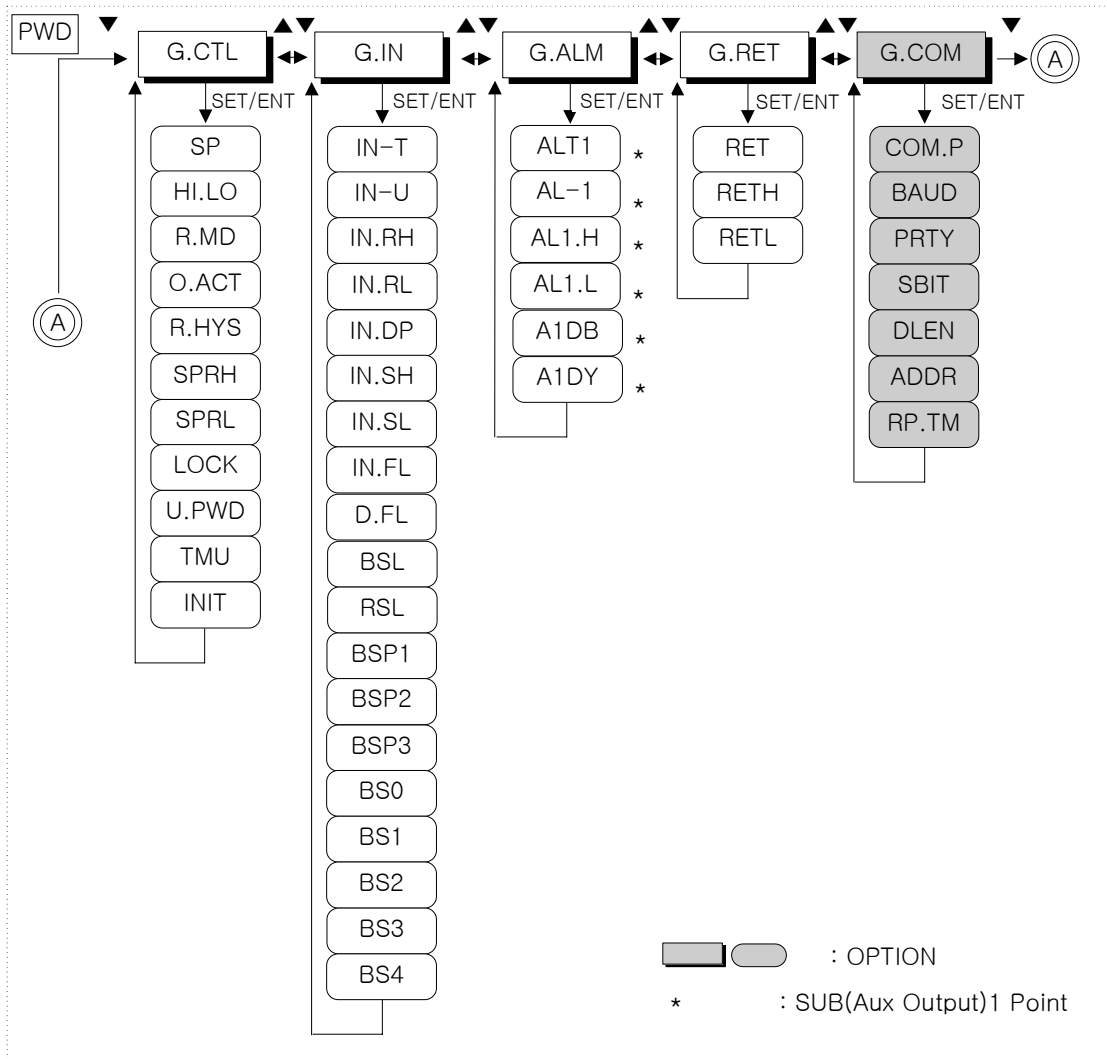 PWD
▼
G.CTL
▲▼
G.IN
▲▼
G.ALM
▲▼
G.RET
▲▼
G.COM
▼
A
SET/ENT
SP
HI.LO
R.MD
O.ACT
R.HYS
SPRH
SPRL
LOCK
U.PWD
TMU
INIT
A
SET/ENT
IN-T
IN-U
IN.RH
IN.RL
IN.DP
IN.SH
IN.SL
IN.FL
D.FL
BSL
RSL
BSP1
BSP2
BSP3
BS0
BS1
BS2
BS3
BS4
SET/ENT
ALT1 *
AL-1 *
AL1.H *
AL1.L *
A1DB *
A1DY *
SET/ENT
RET
RETH
RETL
SET/ENT
COM.P
BAUD
PRTY
SBIT
DLEN
ADDR
RP.TM
: OPTION
* : SUB(Aux Output)1 Point